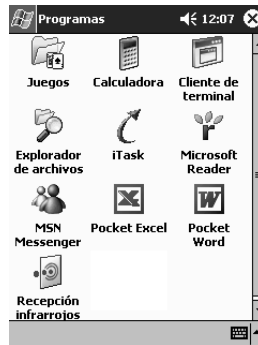 Programas 12:07
Juegos Calculadora Cliente de
terminal
Explorador
de archivos iTask Microsoft
Reader
MSN
Messenger Pocket Excel Pocket
Word
Recepción
infrarrojos